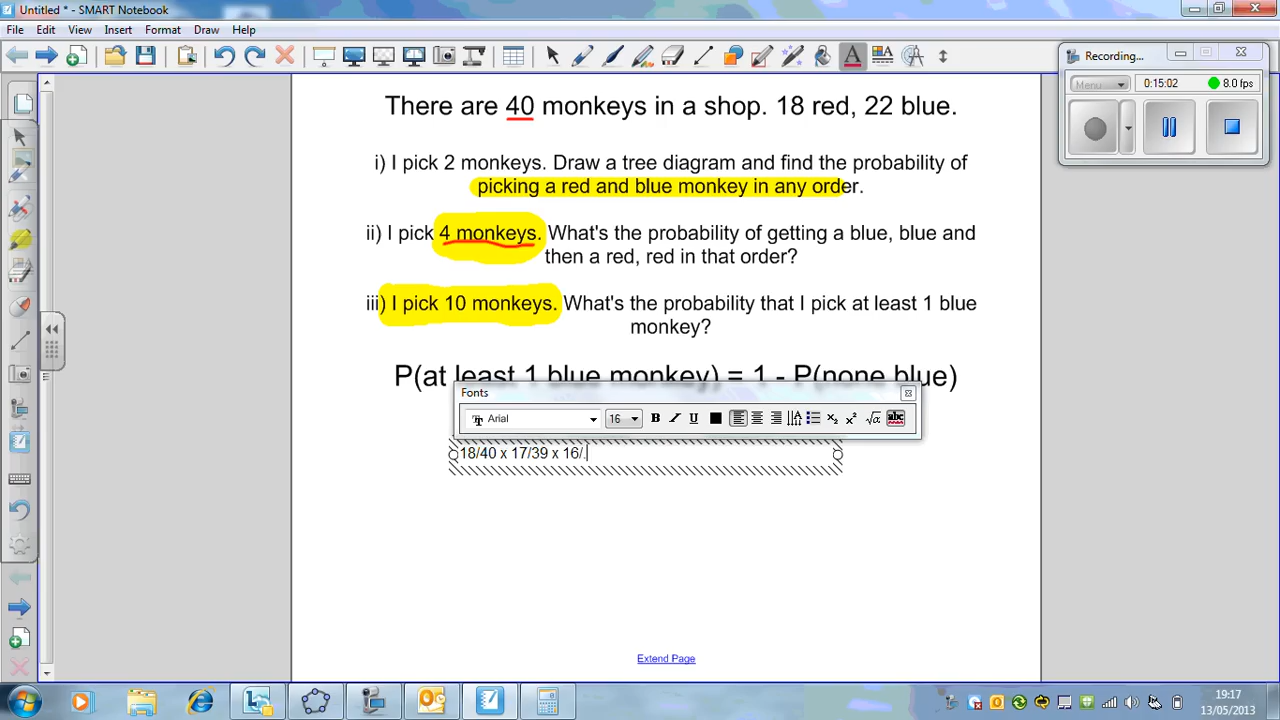 Untitled * - SMART Notebook
File Edit View Insert Format Draw Help
Recording...
Menu
0:15:02
8.0 fps
There are 40 monkeys in a shop. 18 red, 22 blue.
i) I pick 2 monkeys. Draw a tree diagram and find the probability of
picking a red and blue monkey in any order.
ii) I pick 4 monkeys. What's the probability of getting a blue, blue and
then a red, red in that order?
iii) I pick 10 monkeys. What's the probability that I pick at least 1 blue
monkey?
P(at least 1 blue monkey) = 1 - P(none blue)
Fonts
Arial
16
B I U
abc
18/40 x 17/39 x 16/.
Extend Page
19:17
13/05/2013